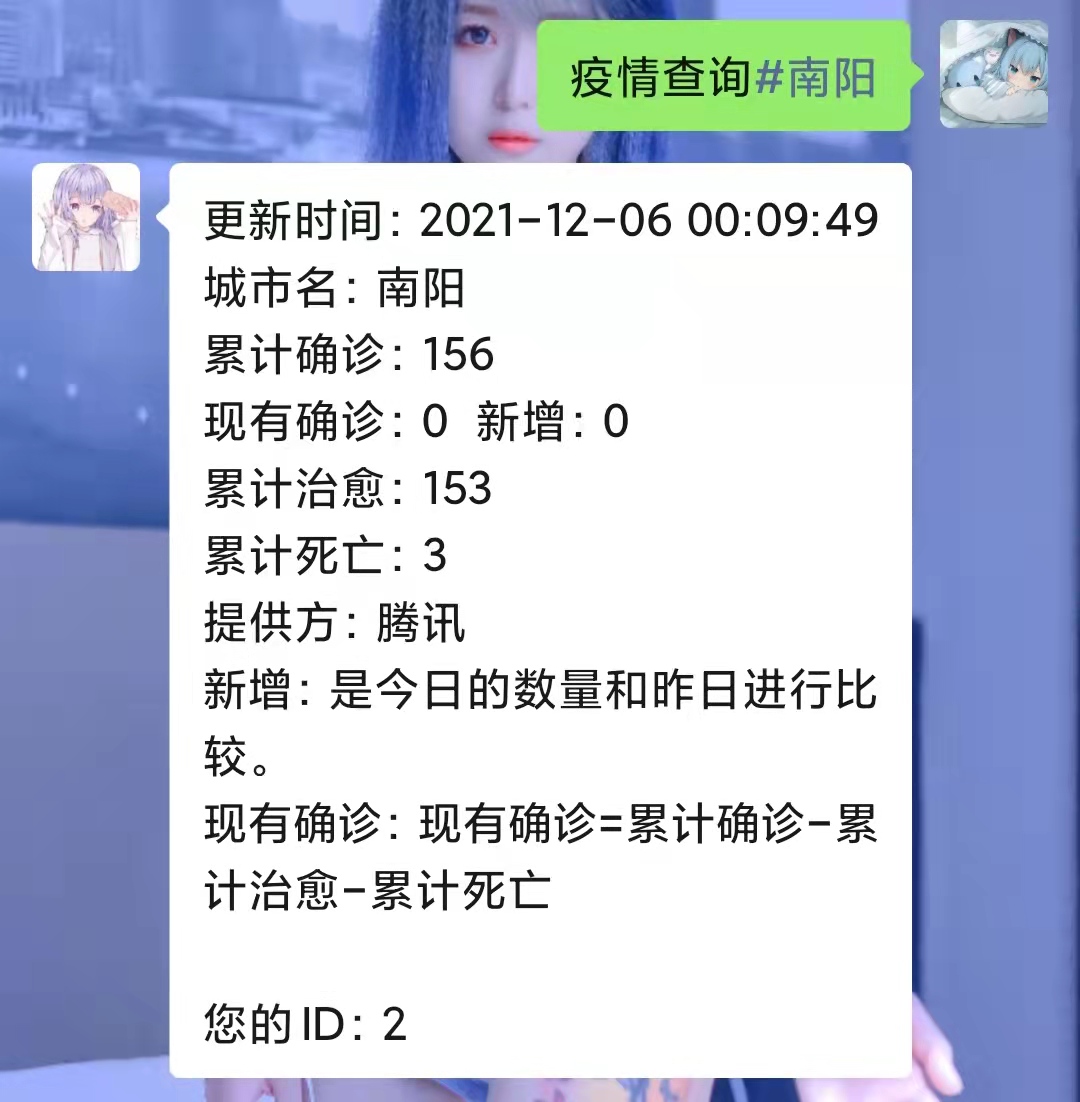 疫情查询#南阳
更新时间：2021-12-06 00:09:49
城市名：南阳
累计确诊：156
现有确诊：0 新增：0
累计治愈：153
累计死亡：3
提供方：腾讯
新增：是今日的数量和昨日进行比
较。
现有确诊：现有确诊=累计确诊-累
计治愈-累计死亡
您的ID：2